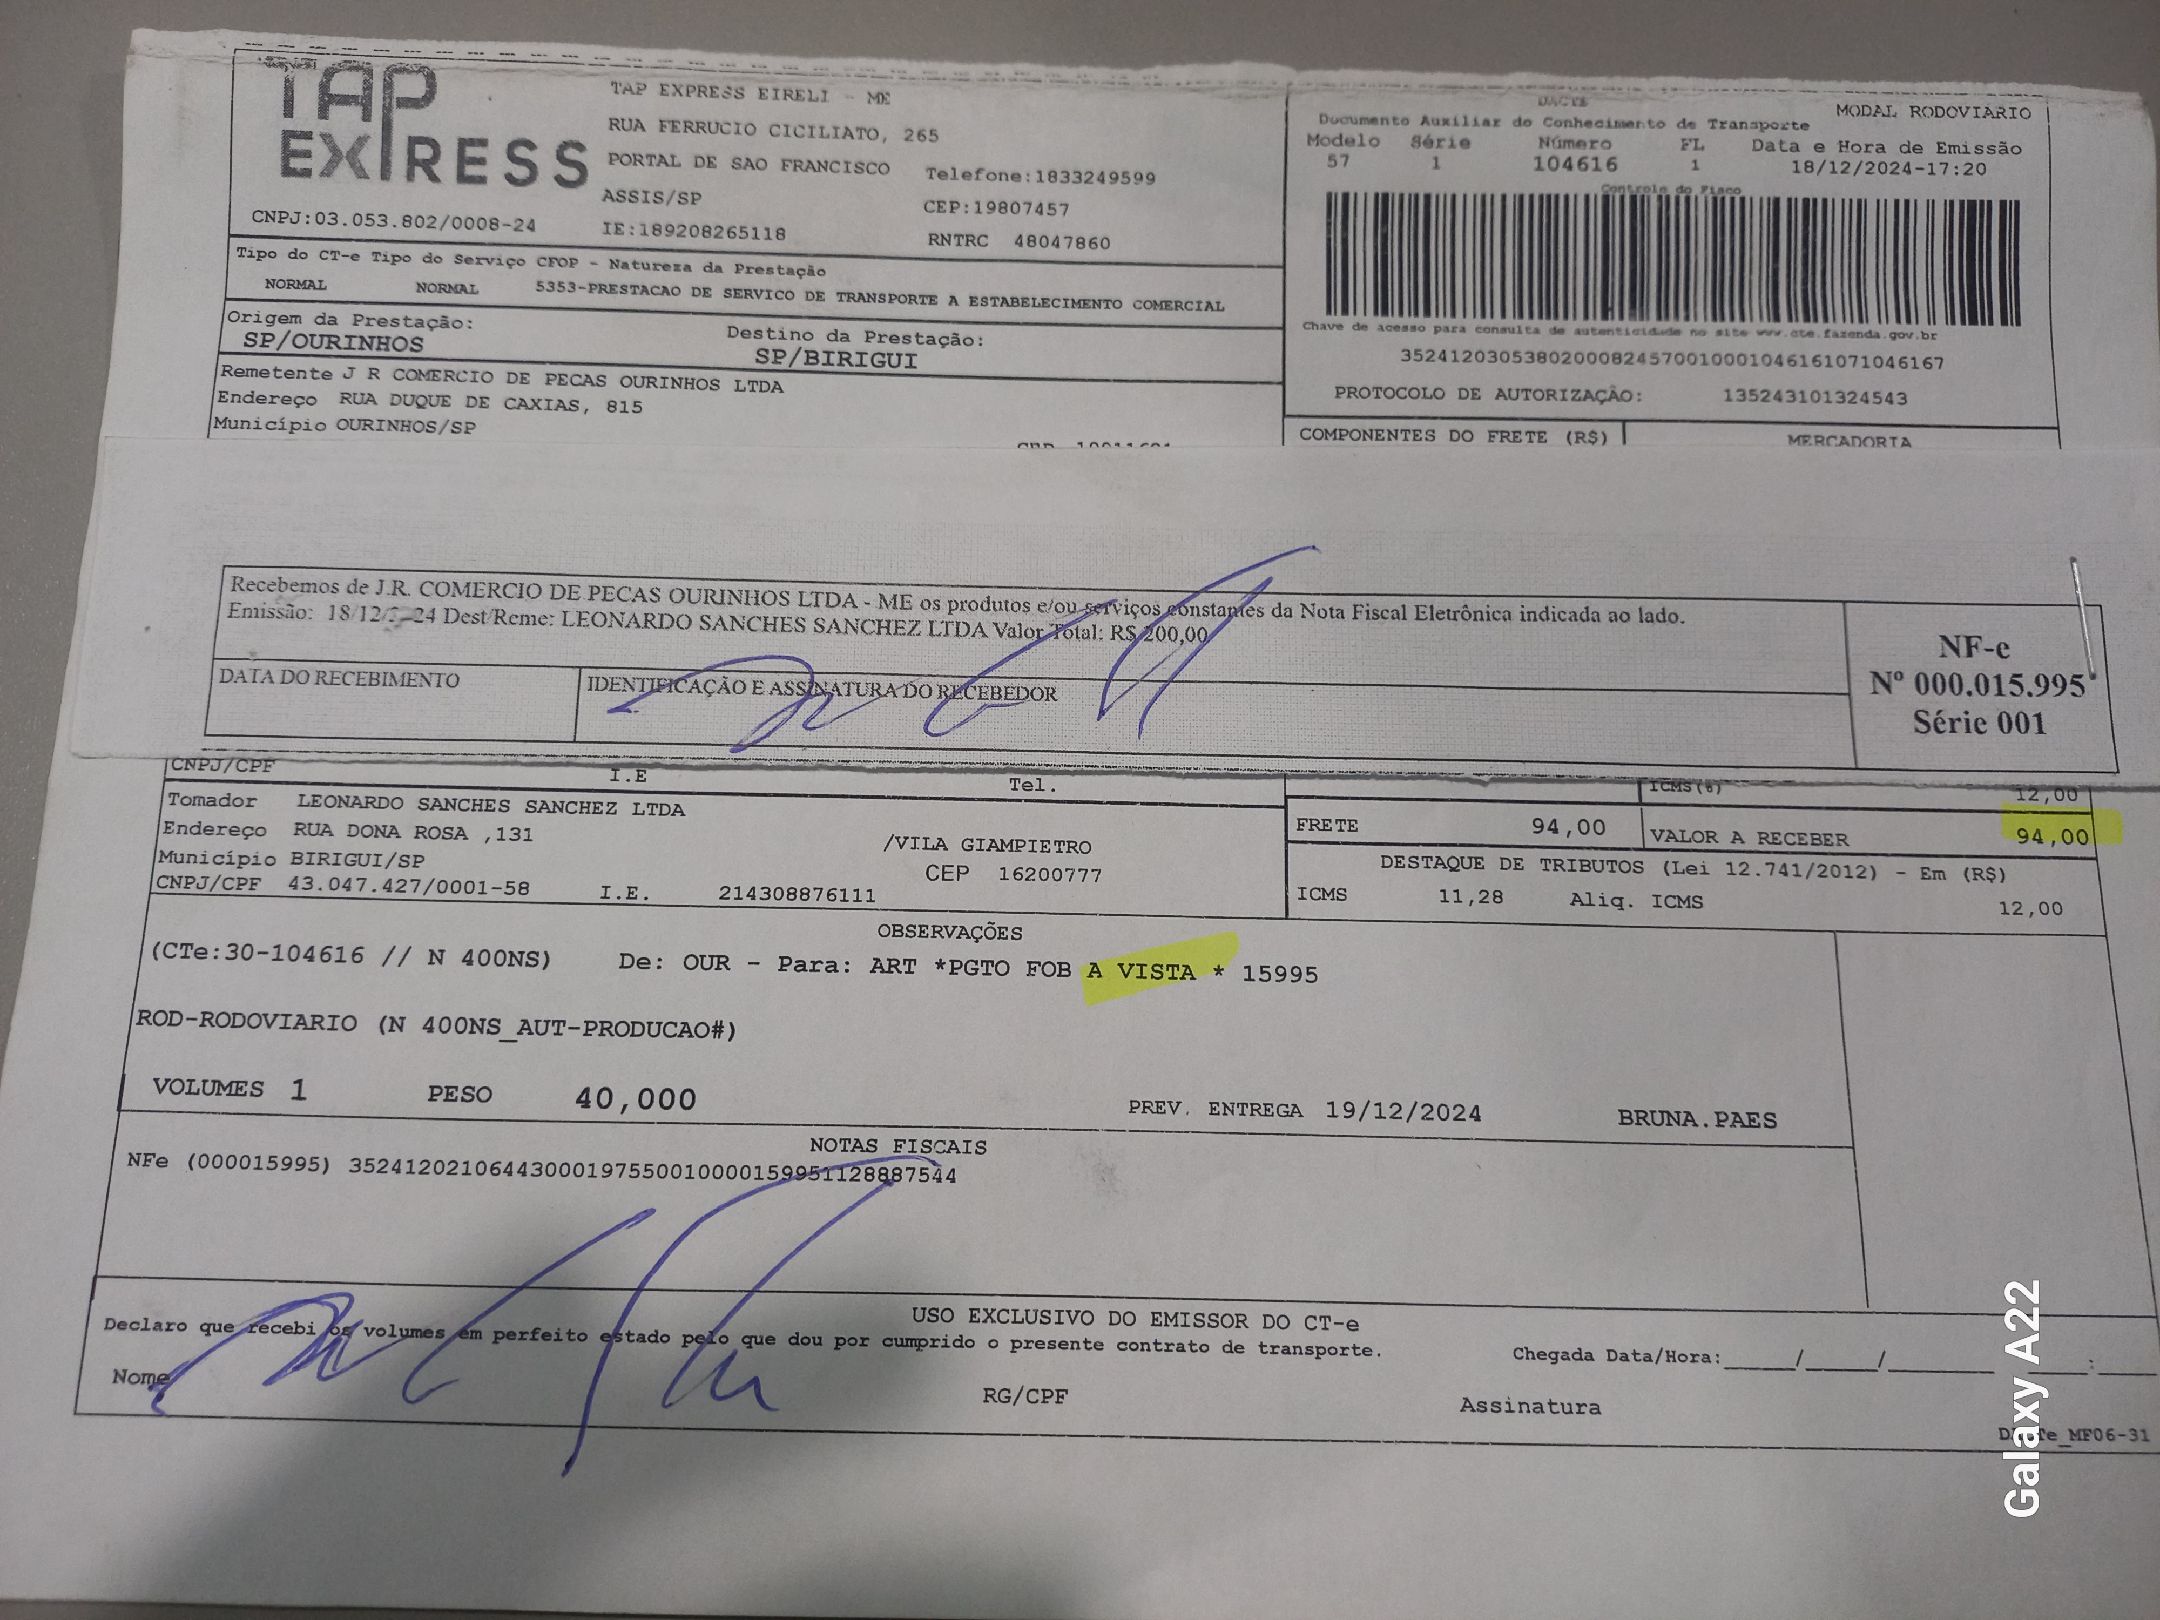 TAP EXPRESS
TAP EXPRESS EIRELI - ME
RUA FERRUCIO CICILIATO, 265
PORTAL DE SAO FRANCISCO
Telefone:1833249599
ASSIS/SP
CEP:19807457
CNPJ:03.053.802/0008-24
IE:189208265118
RNTRC 48047860
DACTE
MODAL RODOVIARIO
Documento Auxiliar do Conhecimento de Transporte
Modelo Série Número FL Data e Hora de Emissão
57 1 104616 1 18/12/2024-17:20
Controle do Fisco
Chave de acesso para consulta de autenticidade no site www.cte.fazenda.gov.br
35241203053802000824570010001046161071046167
PROTOCOLO DE AUTORIZAÇÃO: 135243101324543
Tipo do CT-e Tipo do Serviço CFOP - Natureza da Prestação
NORMAL NORMAL 5353-PRESTACAO DE SERVICO DE TRANSPORTE A ESTABELECIMENTO COMERCIAL
Origem da Prestação: Destino da Prestação:
SP/OURINHOS SP/BIRIGUI
Remetente J R COMERCIO DE PECAS OURINHOS LTDA
Endereço RUA DUQUE DE CAXIAS, 815
Município OURINHOS/SP
COMPONENTES DO FRETE (R$) MERCADORIA
Recebemos de J.R. COMERCIO DE PECAS OURINHOS LTDA - ME os produtos e/ou serviços constantes da Nota Fiscal Eletrônica indicada ao lado.
Emissão: 18/12/ 24 Dest/Reme: LEONARDO SANCHES SANCHEZ LTDA Valor Total: R$ 200,00
DATA DO RECEBIMENTO
IDENTIFICAÇÃO E ASSINATURA DO RECEBEDOR
NF-e
Nº 000.015.995
Série 001
CNPJ/CPF I.E Tel.
ICMS(%) 12,00
Tomador LEONARDO SANCHES SANCHEZ LTDA
Endereço RUA DONA ROSA ,131 /VILA GIAMPIETRO
Município BIRIGUI/SP CEP 16200777
CNPJ/CPF 43.047.427/0001-58 I.E. 214308876111
FRETE 94,00 VALOR A RECEBER 94,00
DESTAQUE DE TRIBUTOS (Lei 12.741/2012) - Em (R$)
ICMS 11,28 Aliq. ICMS 12,00
OBSERVAÇÕES
(CTe:30-104616 // N 400NS) De: OUR - Para: ART *PGTO FOB A VISTA * 15995
ROD-RODOVIARIO (N 400NS_AUT-PRODUCAO#)
VOLUMES 1 PESO 40,000 PREV. ENTREGA 19/12/2024 BRUNA.PAES
NOTAS FISCAIS
NFe (000015995) 35241202106443000197550010000159951128887544
USO EXCLUSIVO DO EMISSOR DO CT-e
Declaro que recebi os volumes em perfeito estado pelo que dou por cumprido o presente contrato de transporte.
Chegada Data/Hora:_____/_____/_______ ____:____
Nome RG/CPF Assinatura
Galaxy A22